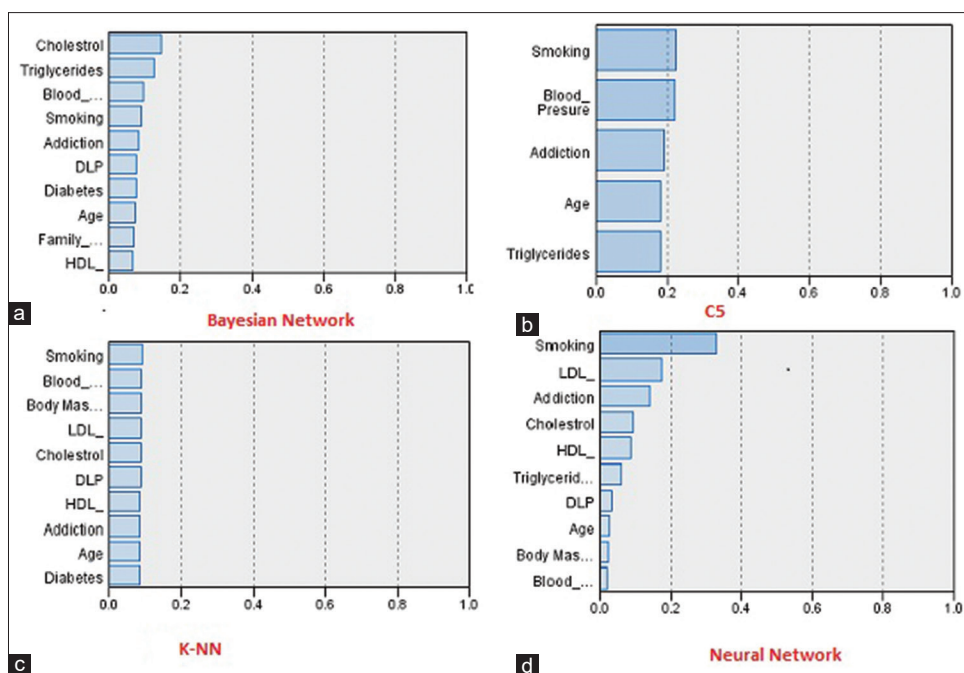 Cholestrol
Triglycerides
Blood_...
Smoking
Addiction
DLP
Diabetes
Age
Family_...
HDL_
0.0 0.2 0.4 0.6 0.8 1.0
a
Bayesian Network
Smoking
Blood_
Presure
Addiction
Age
Triglycerides
0.0 0.2 0.4 0.6 0.8 1.0
b
C5
Smoking
Blood_...
Body Mas...
LDL_
Cholestrol
DLP
HDL_
Addiction
Age
Diabetes
0.0 0.2 0.4 0.6 0.8 1.0
c
K-NN
Smoking
LDL_
Addiction
Cholestrol
HDL_
Triglycerid...
DLP
Age
Body Mas...
Blood_...
0.0 0.2 0.4 0.6 0.8 1.0
d
Neural Network